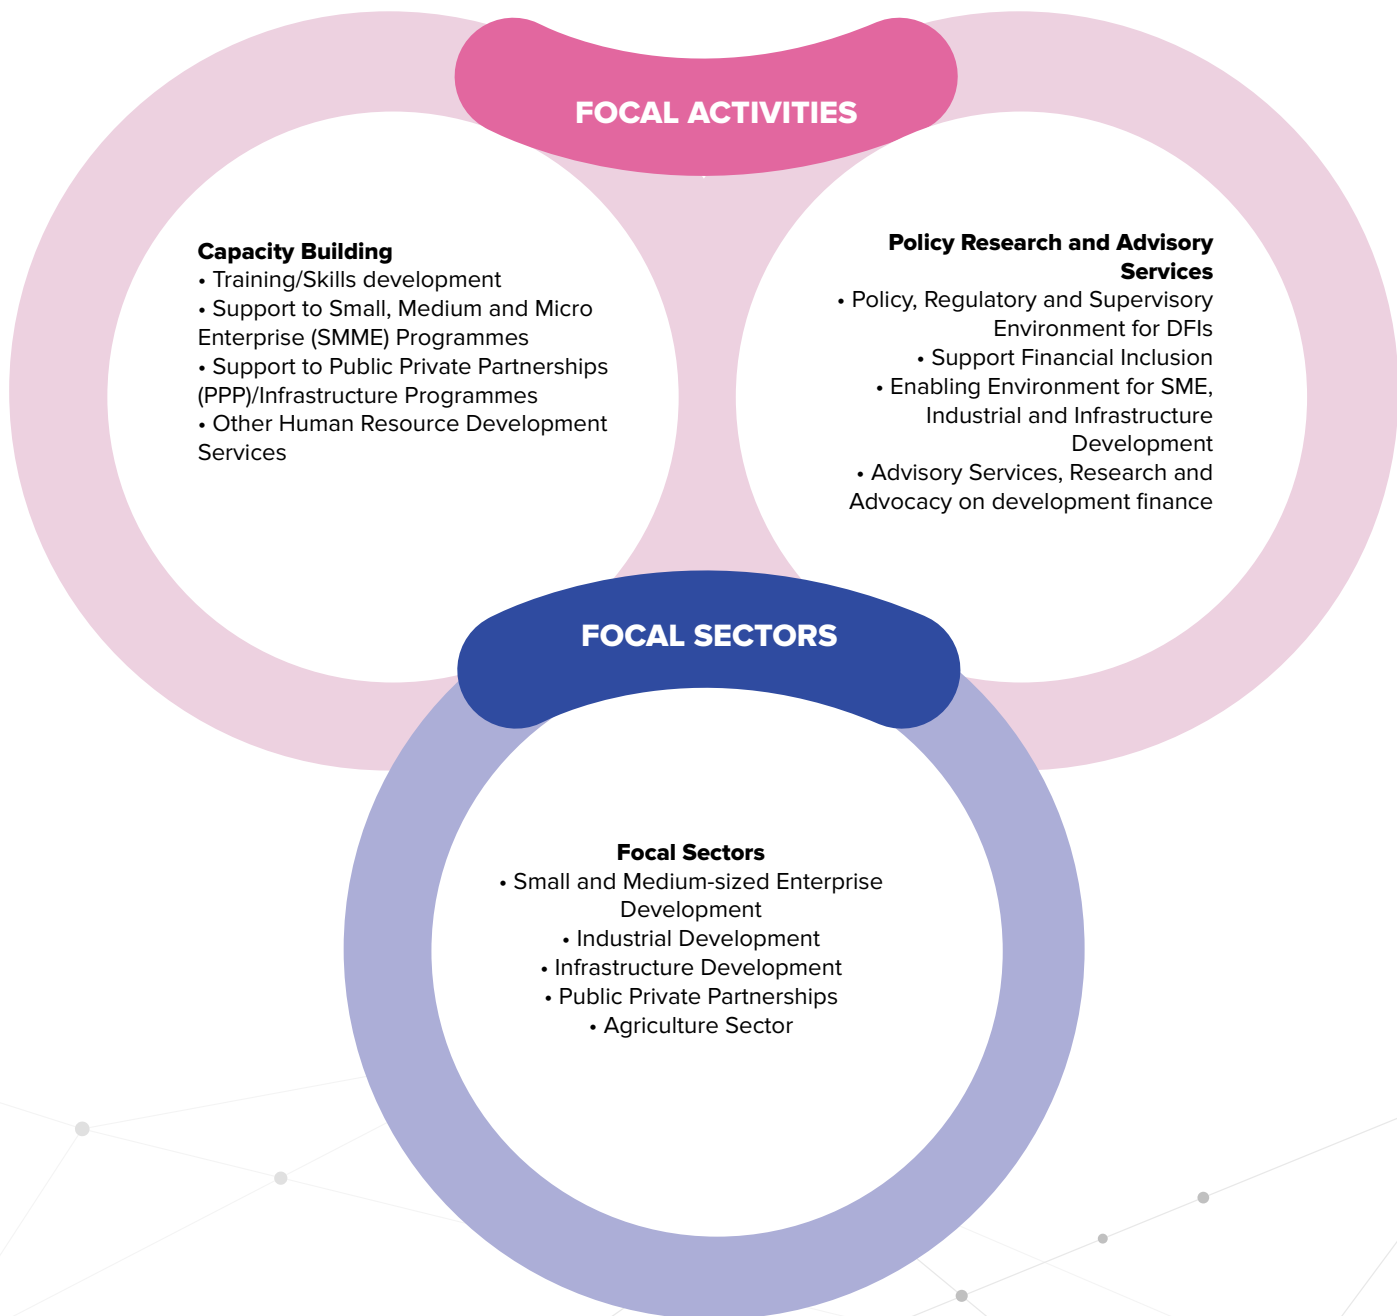 FOCAL ACTIVITIES
Capacity Building
• Training/Skills development
• Support to Small, Medium and Micro
Enterprise (SMME) Programmes
• Support to Public Private Partnerships
(PPP)/Infrastructure Programmes
• Other Human Resource Development
Services
Policy Research and Advisory
Services
• Policy, Regulatory and Supervisory
Environment for DFIs
• Support Financial Inclusion
• Enabling Environment for SME,
Industrial and Infrastructure
Development
• Advisory Services, Research and
Advocacy on development finance
FOCAL SECTORS
Focal Sectors
• Small and Medium-sized Enterprise
Development
• Industrial Development
• Infrastructure Development
• Public Private Partnerships
• Agriculture Sector